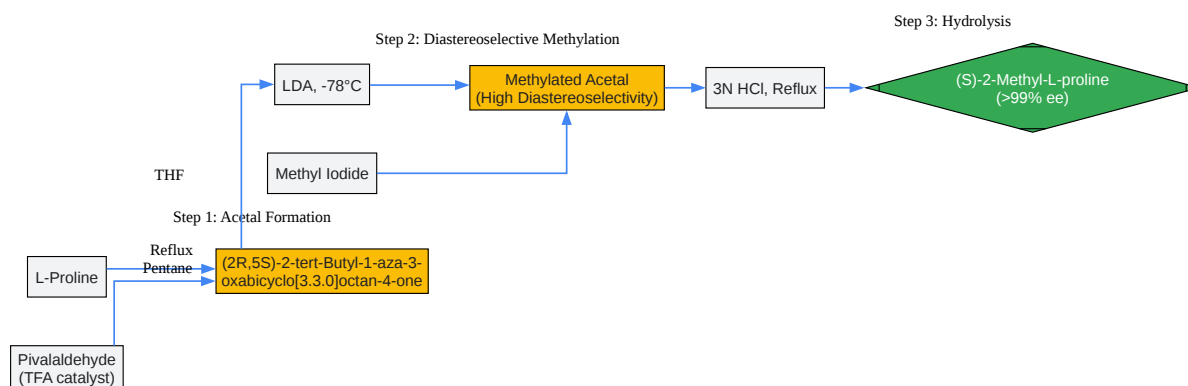 Step 3: Hydrolysis
Step 2: Diastereoselective Methylation
LDA, -78°C
Methylated Acetal
(High Diastereoselectivity)
3N HCl, Reflux
(S)-2-Methyl-L-proline
(>99% ee)
THF
Methyl Iodide
Step 1: Acetal Formation
Reflux
Pentane
L-Proline
(2R,5S)-2-tert-Butyl-1-aza-3-
oxabicyclo[3.3.0]octan-4-one
Pivalaldehyde
(TFA catalyst)